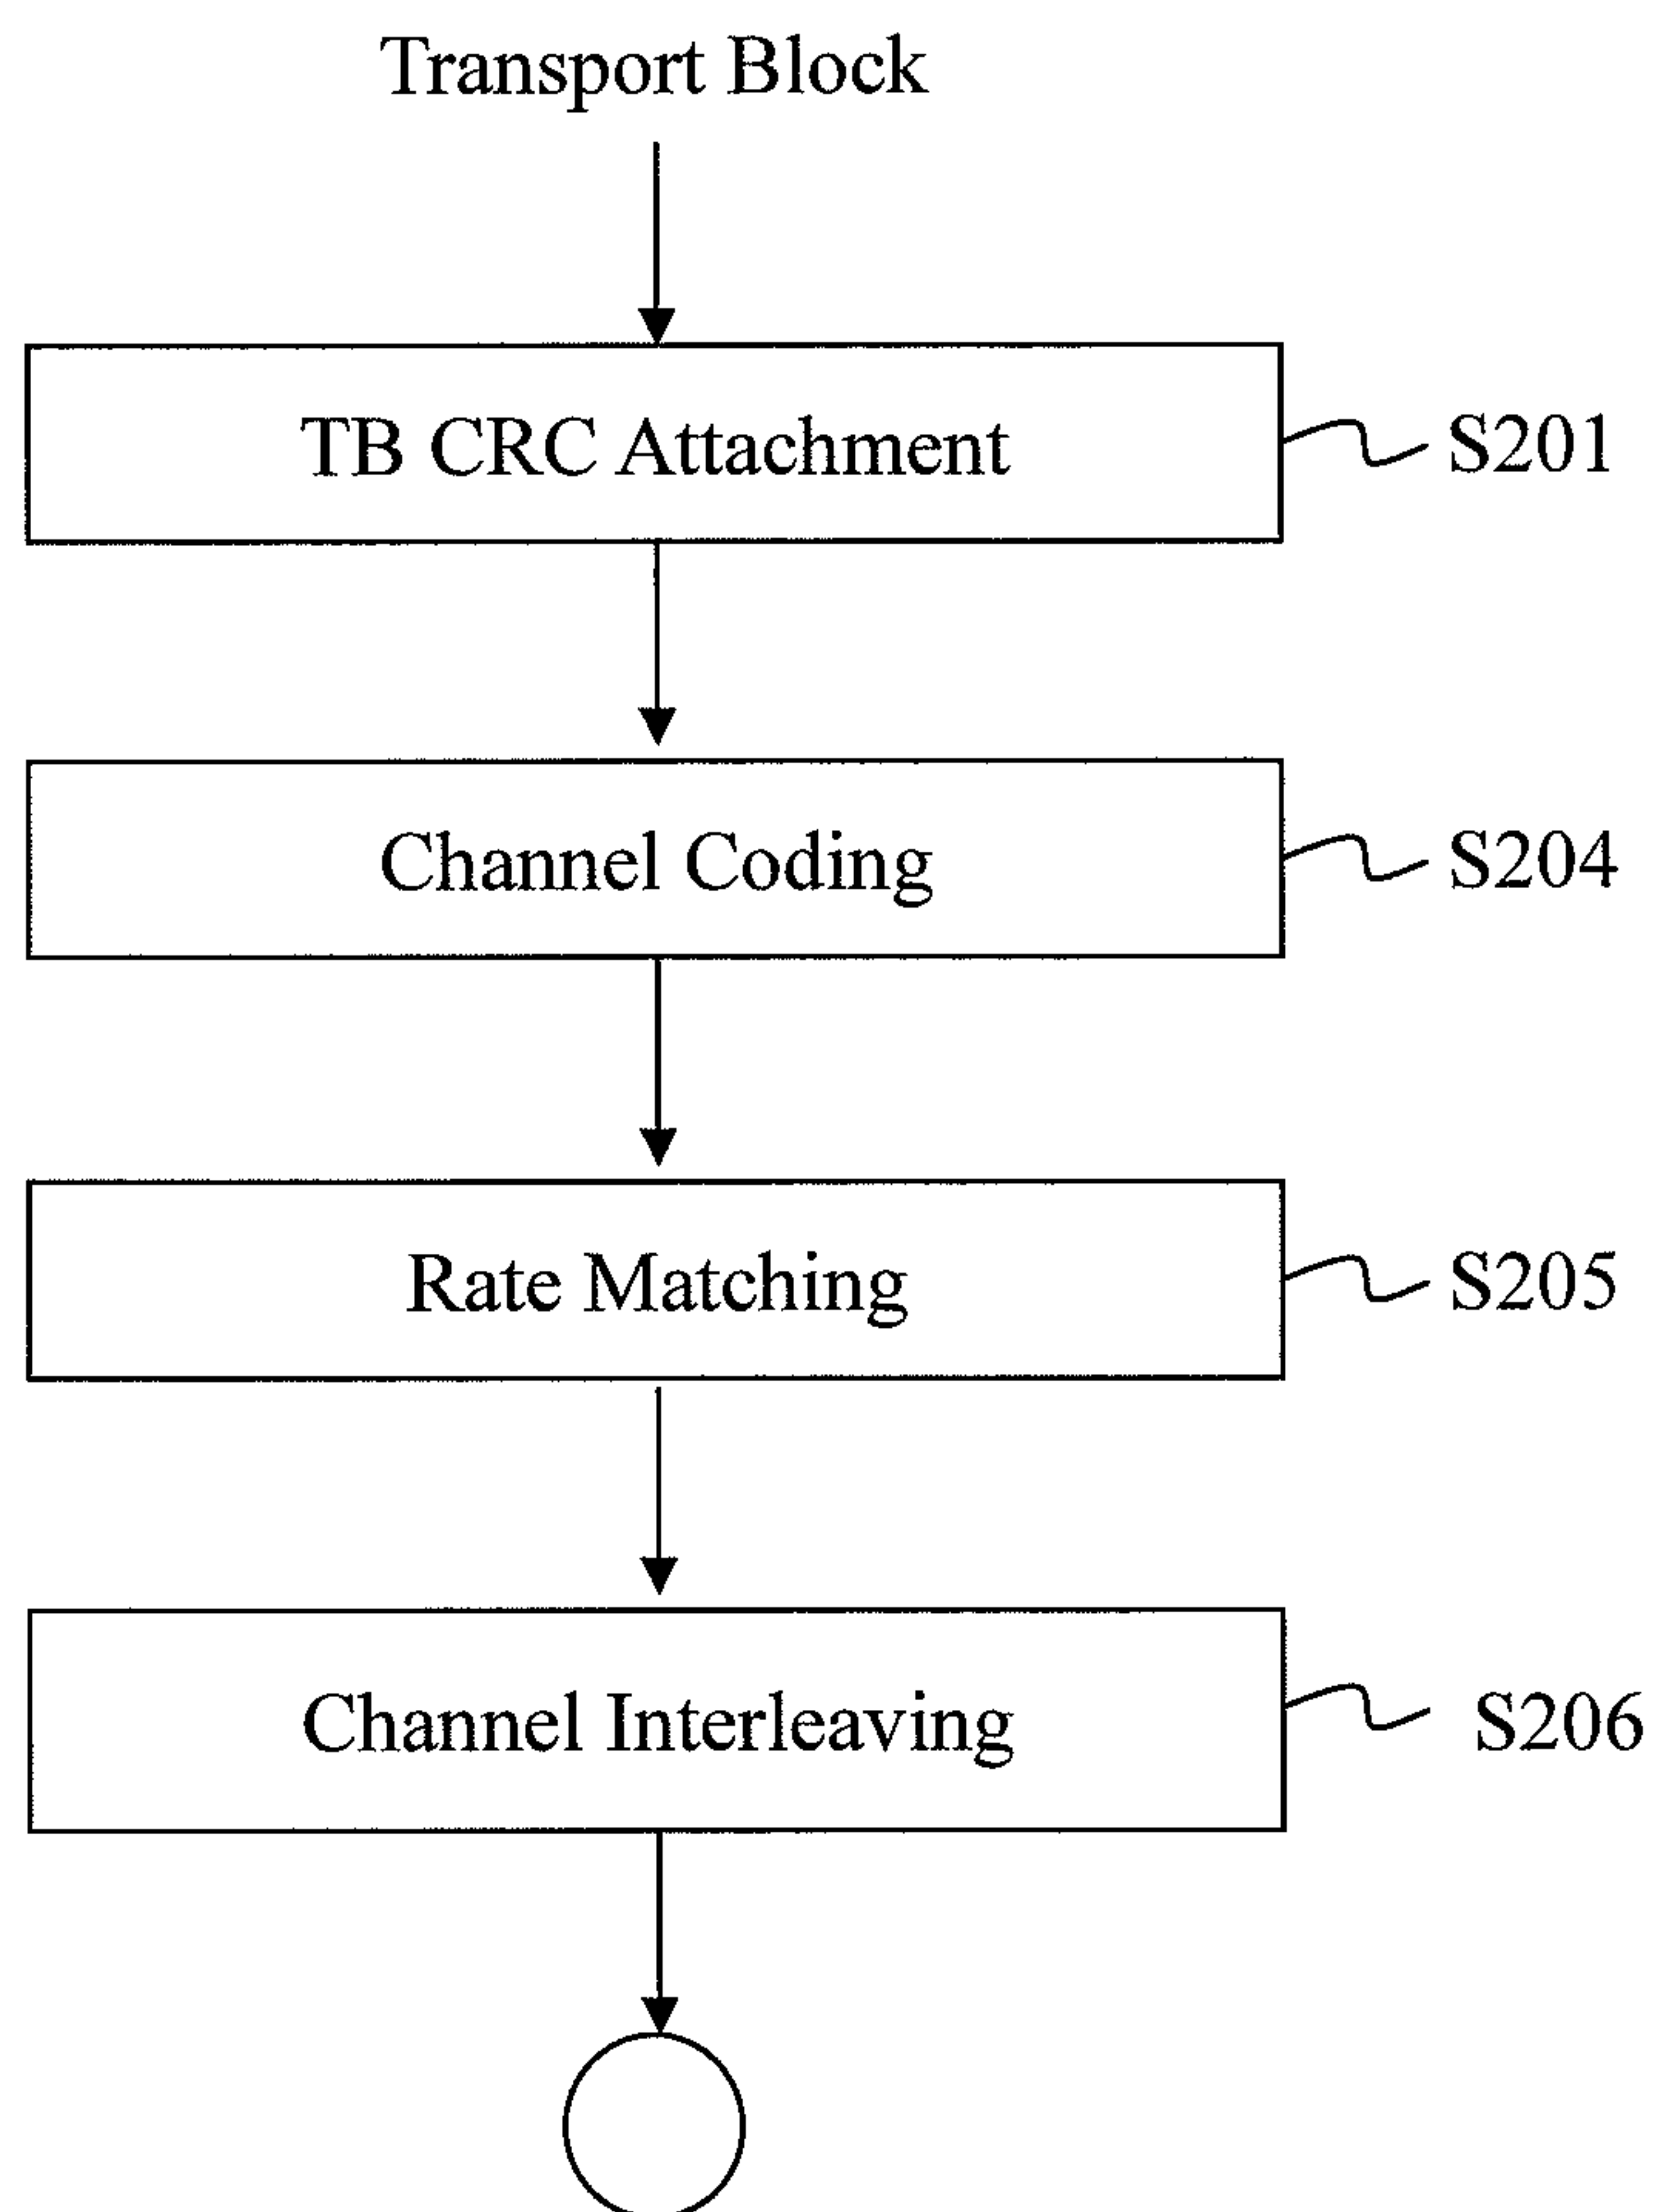 Transport Block
TB CRC Attachment
S201
Channel Coding
S204
Rate Matching
S205
Channel Interleaving
S206